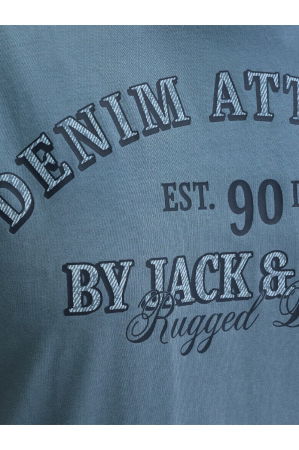 DENIM ATT
EST. 90
BY JACK &
Rugged